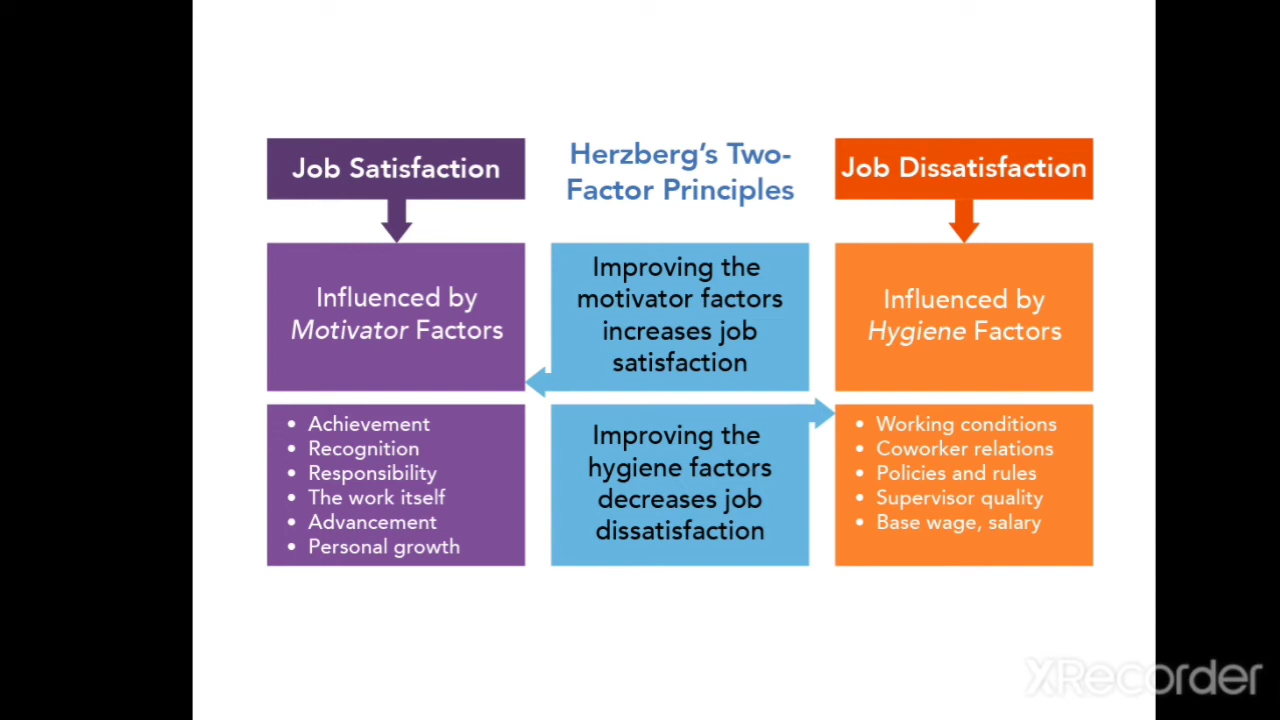 Job Satisfaction
Influenced by
Motivator Factors
• Achievement
• Recognition
• Responsibility
• The work itself
• Advancement
• Personal growth
Herzberg's Two-
Factor Principles
Improving the
motivator factors
increases job
satisfaction
Improving the
hygiene factors
decreases job
dissatisfaction
Job Dissatisfaction
Influenced by
Hygiene Factors
• Working conditions
• Coworker relations
• Policies and rules
• Supervisor quality
• Base wage, salary
XRecorder